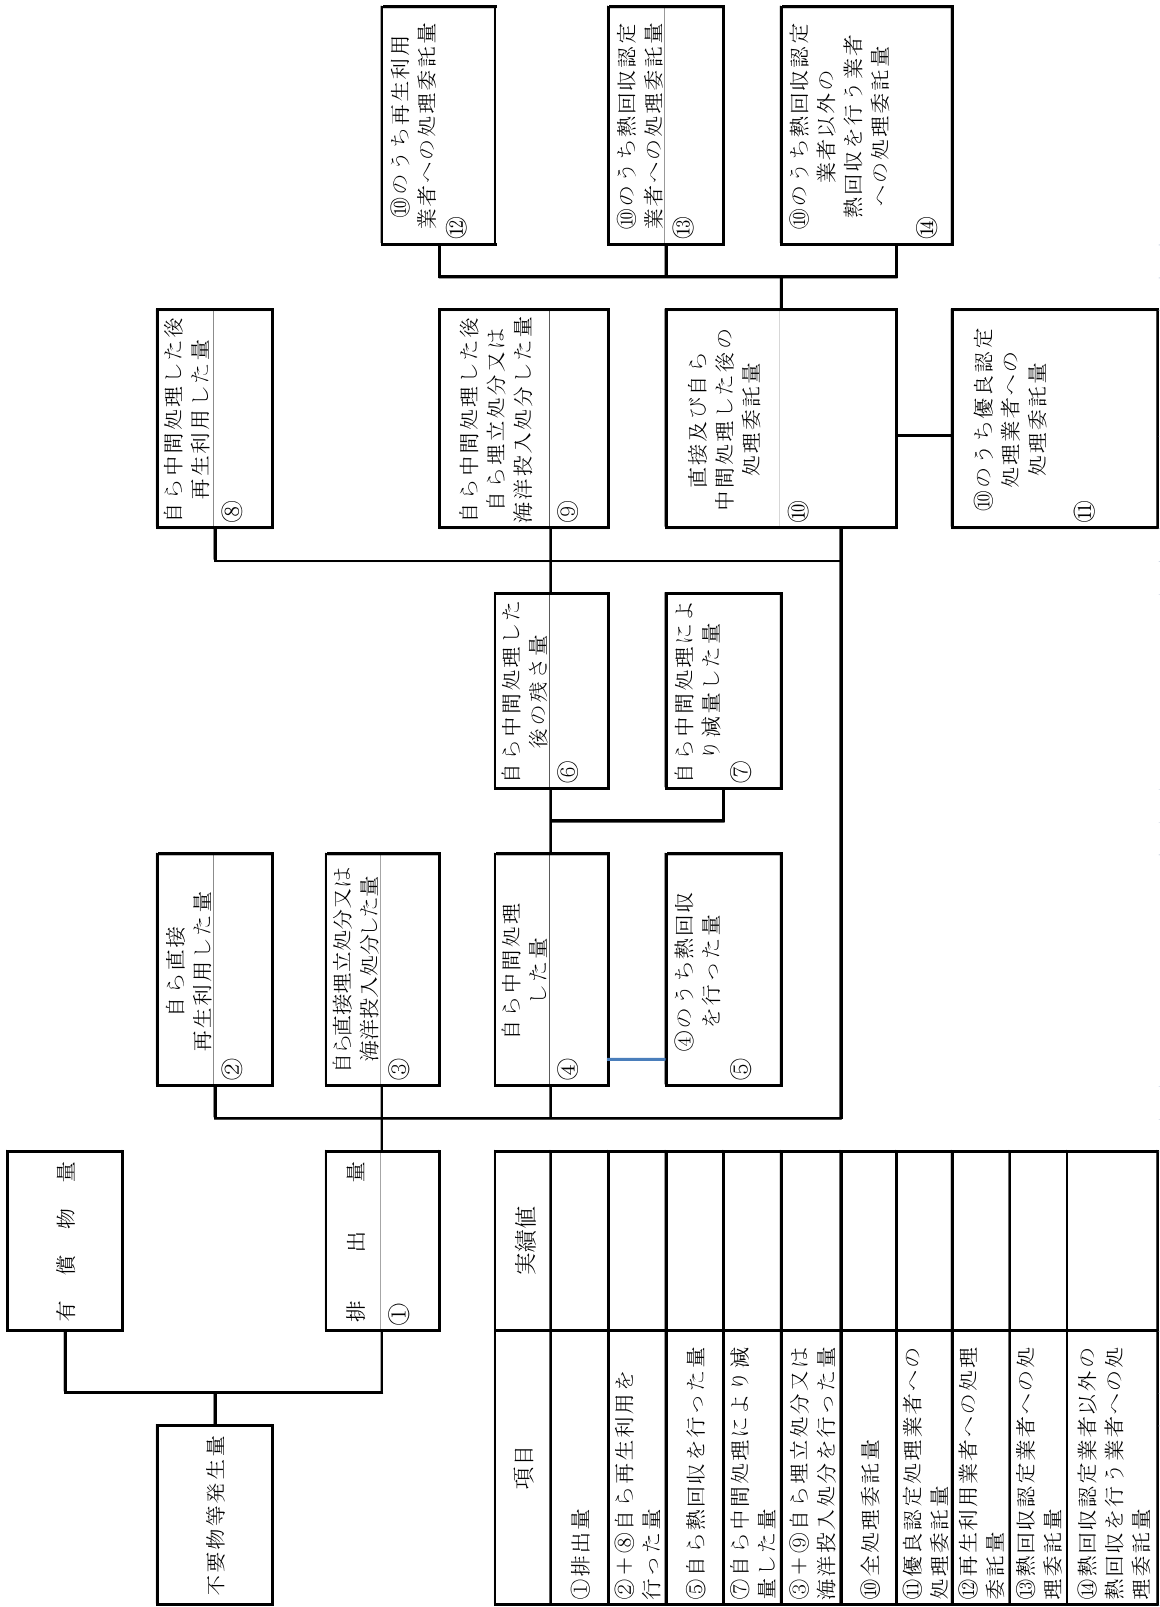 不要物等発生量
有償物量
排出量
①
自ら直接
再生利用した量
②
自ら直接埋立処分又は
海洋投入処分した量
③
自ら中間処理
した量
④
④のうち熱回収
を行った量
⑤
自ら中間処理した
後の残さ量
⑥
自ら中間処理によ
り減量した量
⑦
自ら中間処理した後
再生利用した量
⑧
自ら中間処理した後
自ら埋立処分又は
海洋投入処分した量
⑨
直接及び自ら
中間処理した後の
処理委託量
⑩
⑩のうち優良認定
処理業者への
処理委託量
⑪
⑩のうち再生利用
業者への処理委託量
⑫
⑩のうち熱回収認定
業者への処理委託量
⑬
⑩のうち熱回収認定
業者以外の
熱回収を行う業者
への処理委託量
⑭
項目 実績値
①排出量
②+⑧自ら再生利用を
行った量
⑤自ら熱回収を行った量
⑦自ら中間処理により減
量した量
③+⑨自ら埋立処分又は
海洋投入処分を行った量
⑩全処理委託量
⑪優良認定処理業者への
処理委託量
⑫再生利用業者への処理
委託量
⑬熱回収認定業者への処
理委託量
⑭熱回収認定業者以外の
熱回収を行う業者への処
理委託量